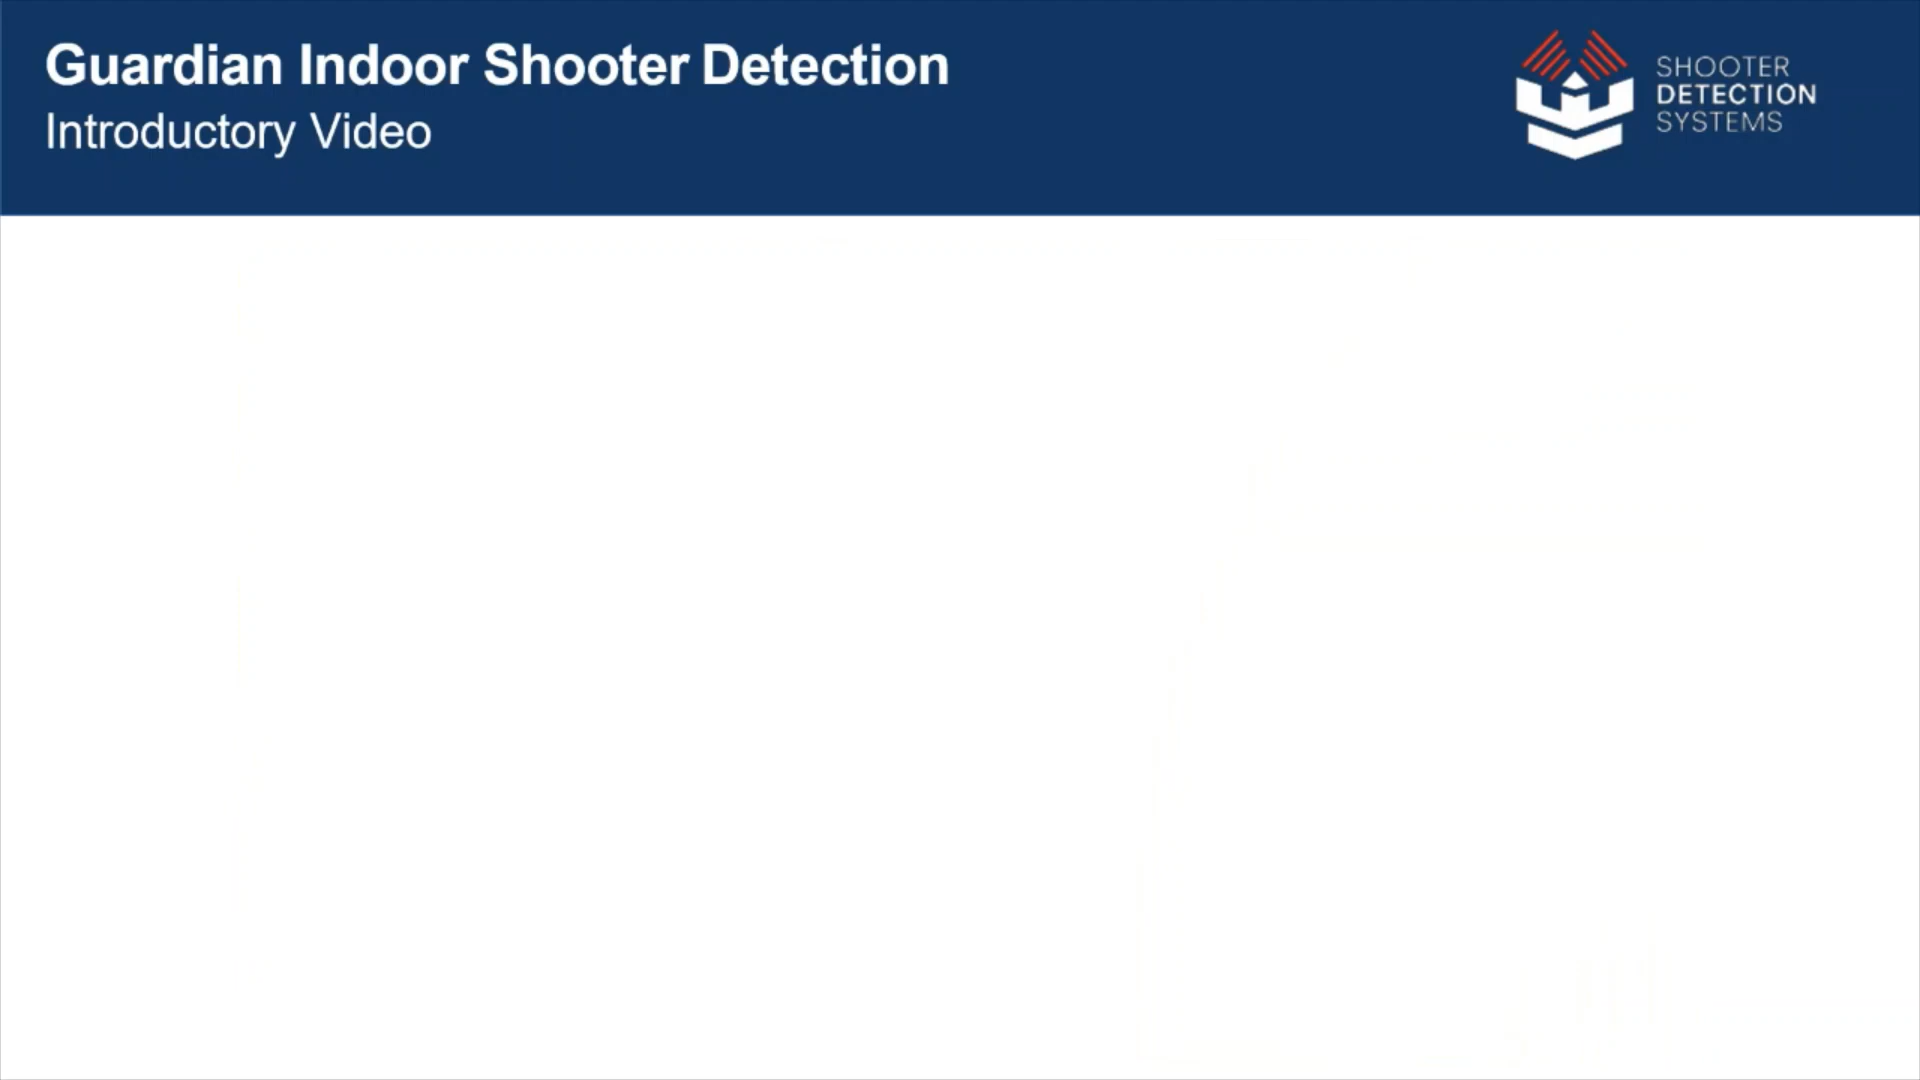 Guardian Indoor Shooter Detection
Introductory Video
SHOOTER
DETECTION
SYSTEMS